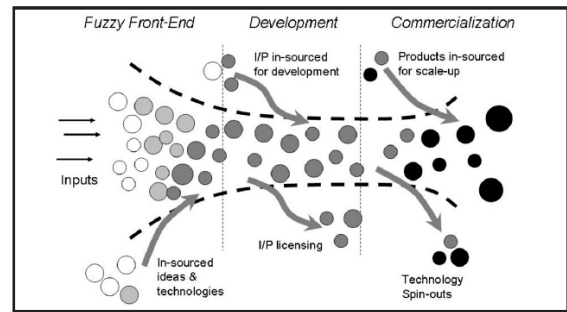 Fuzzy Front-End
Development
Commercialization
I/P in-sourced
for development
Products in-sourced
for scale-up
Inputs
In-sourced
ideas &
technologies
I/P licensing
Technology
Spin-outs